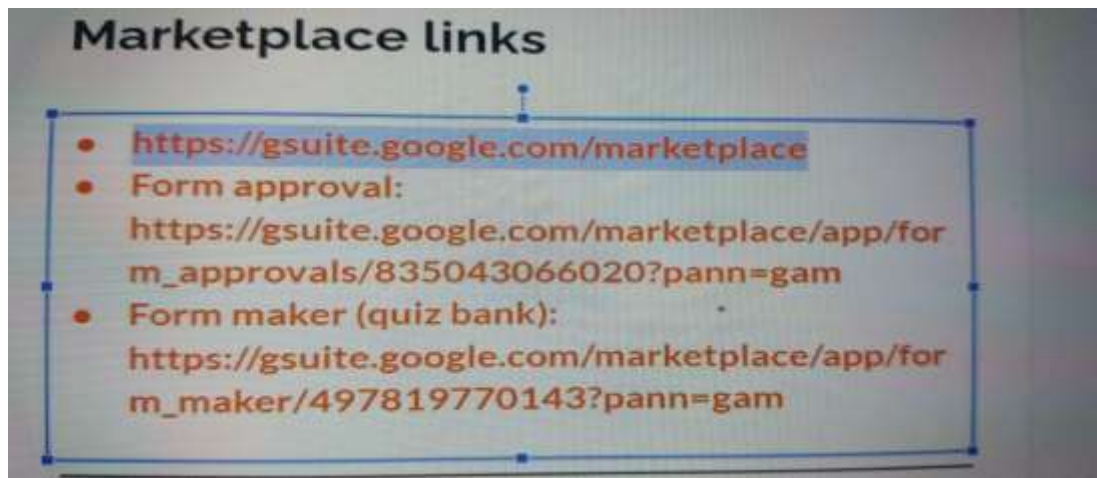 Marketplace links
• https://gsuite.google.com/marketplace
• Form approval:
https://gsuite.google.com/marketplace/app/for
m_approvals/835043066020?pann=gam
• Form maker (quiz bank):
https://gsuite.google.com/marketplace/app/for
m_maker/497819770143?pann=gam